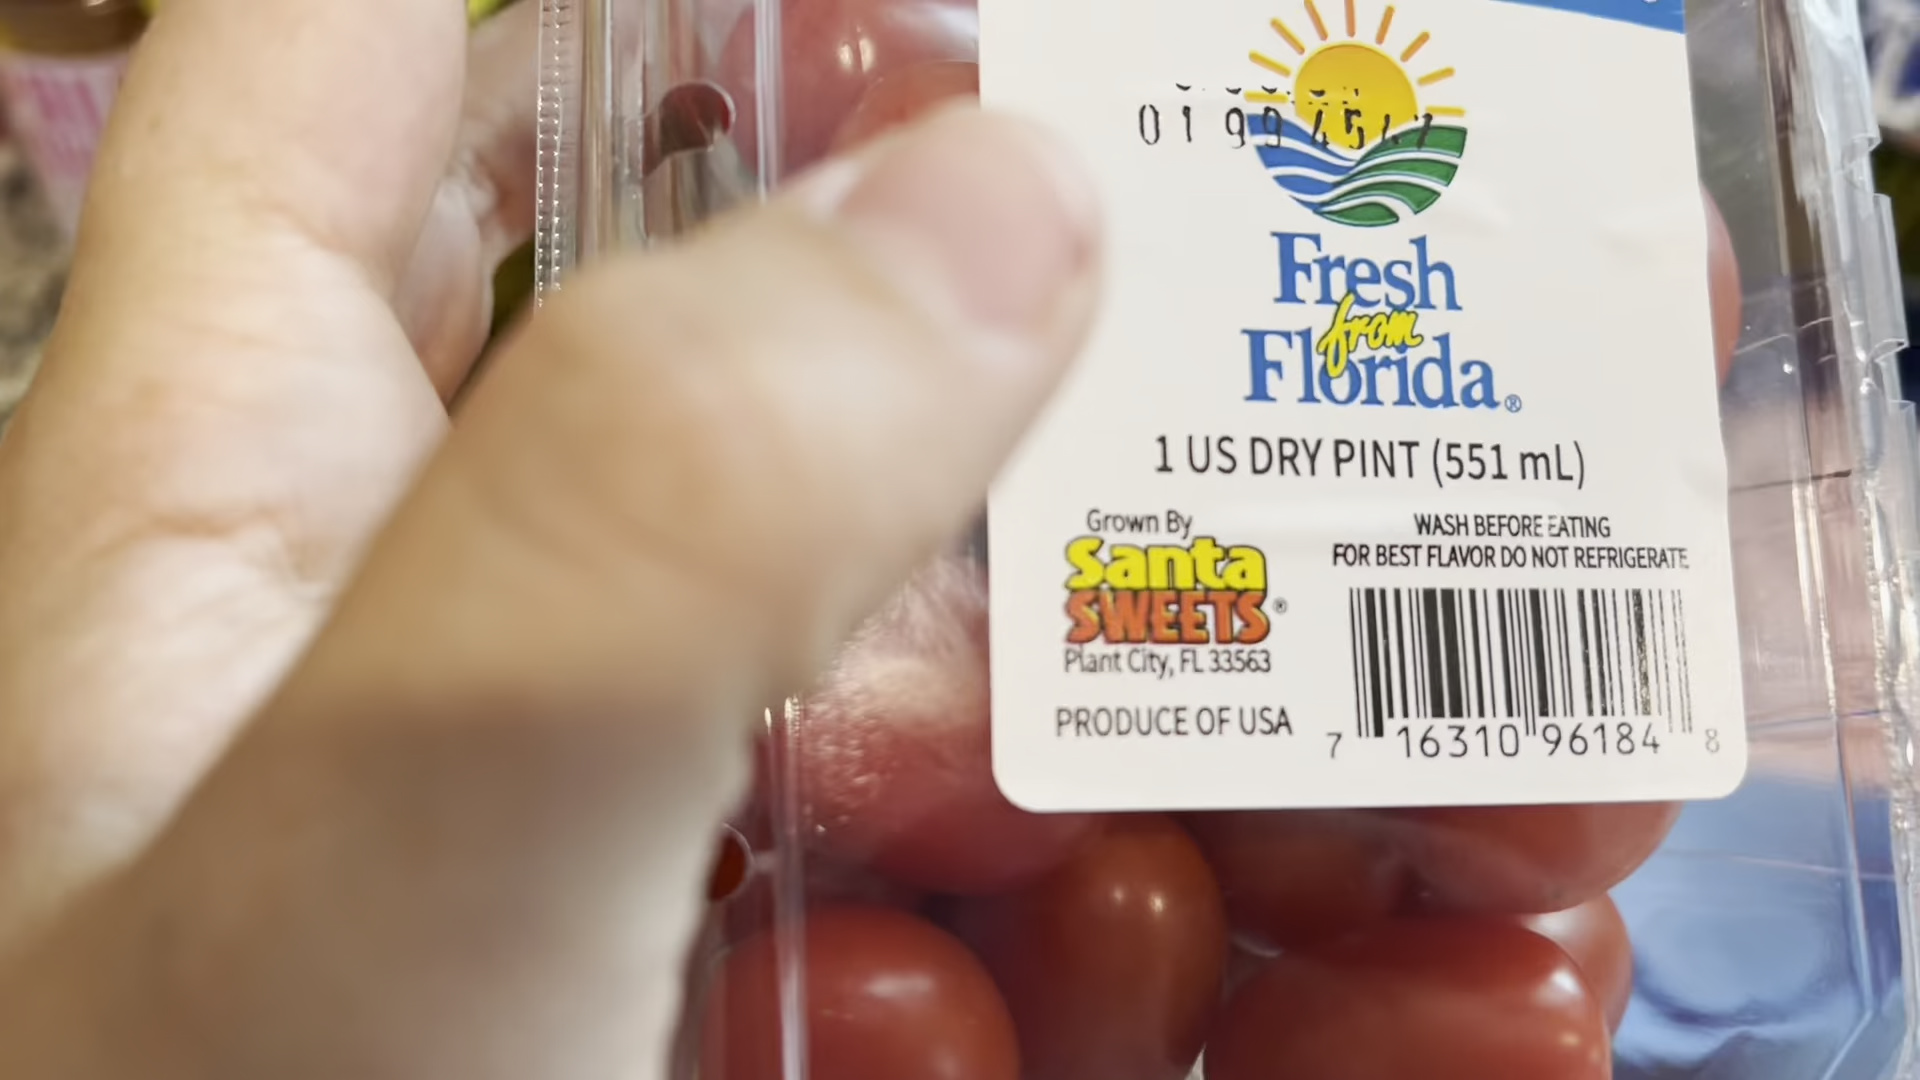 Fresh
from
Florida®
1 US DRY PINT (551 mL)
Grown By
Santa
SWEETS®
Plant City, FL 33563
PRODUCE OF USA
WASH BEFORE EATING
FOR BEST FLAVOR DO NOT REFRIGERATE
7 16310 96184 8